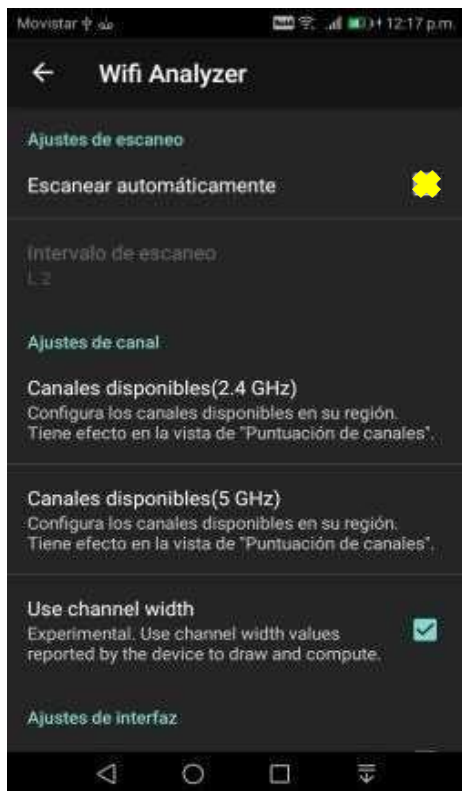 Movistar 12:17 p.m.
Wifi Analyzer
Ajustes de escaneo
Escanear automáticamente
Intervalo de escaneo
Ajustes de canal
Canales disponibles(2.4 GHz)
Configura los canales disponibles en su región.
Tiene efecto en la vista de "Puntuación de canales".
Canales disponibles(5 GHz)
Configura los canales disponibles en su región.
Tiene efecto en la vista de "Puntuación de canales".
Use channel width
Experimental. Use channel width values
reported by the device to draw and compute.
Ajustes de interfaz